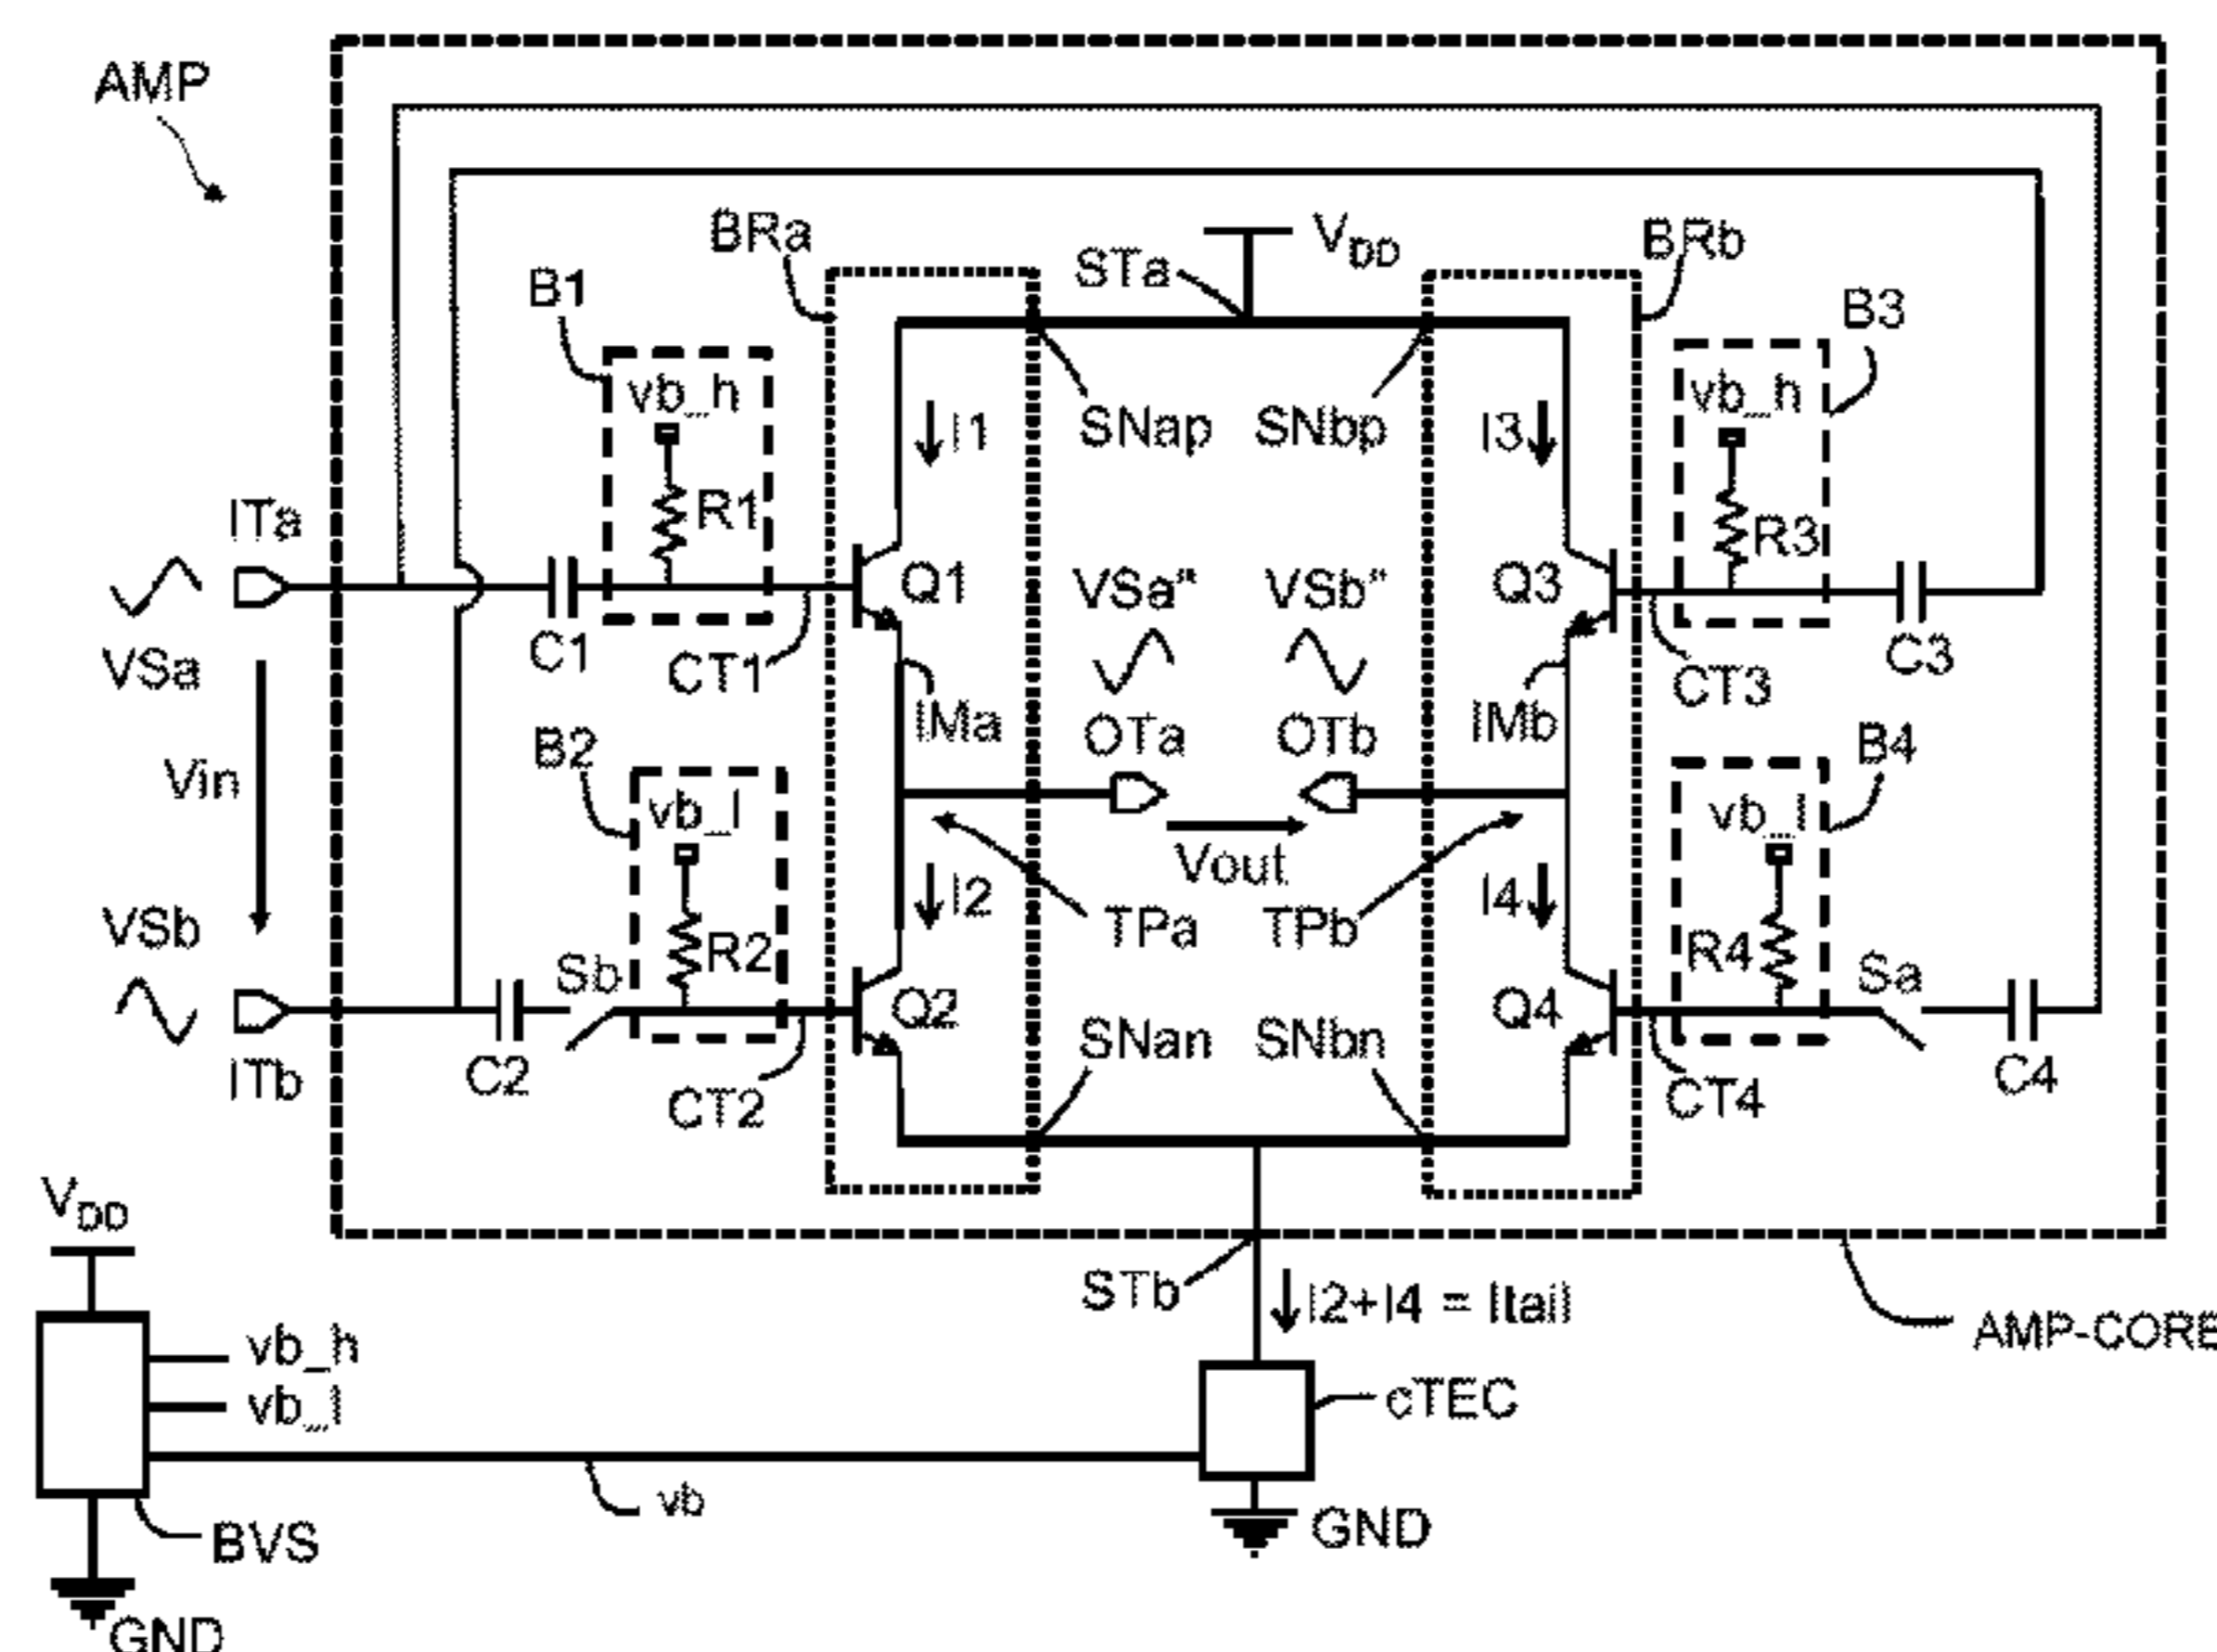 AMP
BRa
STa
VDD
BRb
B1
B3
vb_h
vb_h
I1
SNap
SNbp
I3
ITa
R1
R3
VSa
C1
CT1
Q1
VSa"
VSb"
Q3
CT3
C3
IMa
OTa
OTb
IMb
B2
B4
Vin
vb_l
vb_l
Vout
I2
TPa
TPb
I4
VSb
Sb
R2
R4
Sa
Q2
Q4
ITb
C2
CT2
SNan
SNbn
CT4
C4
VDD
STb
I2+I4 = Itail
AMP-CORE
vb_h
vb_l
cTEC
vb
BVS
GND
GND